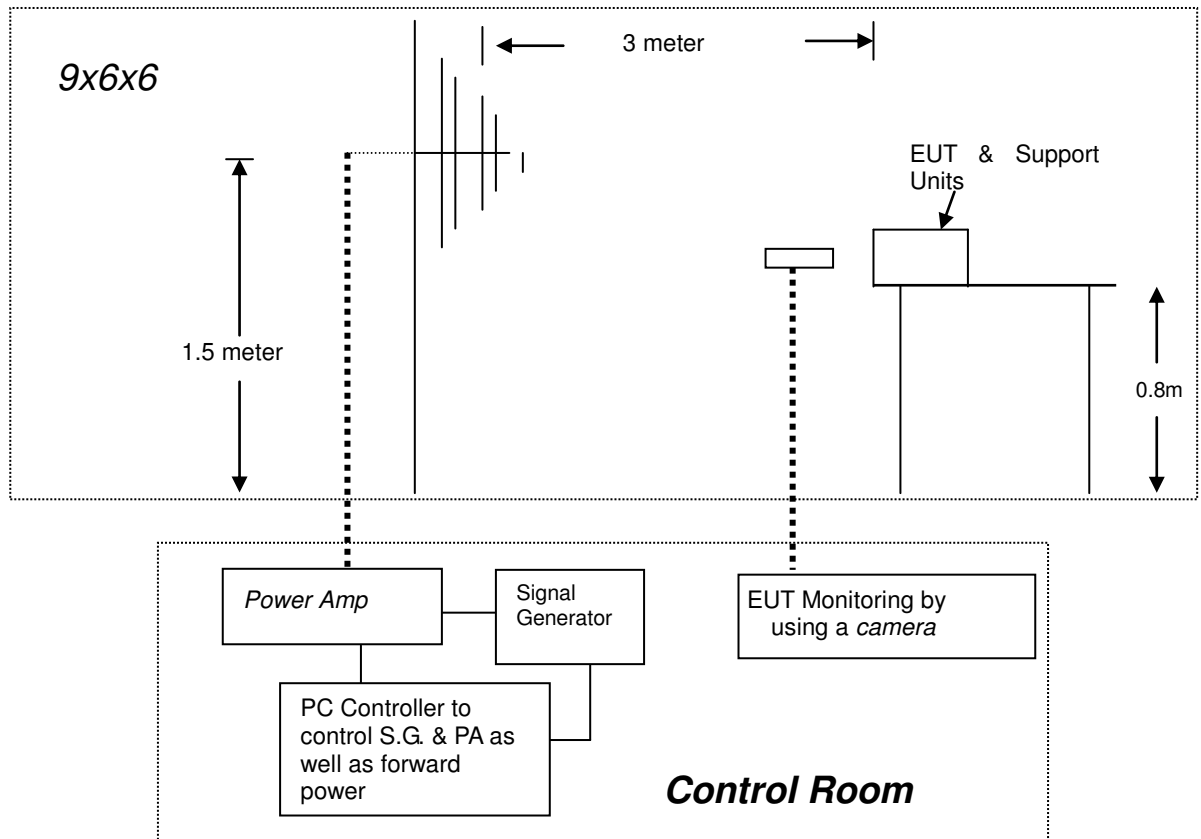 9x6x6
3 meter
EUT & Support
Units
1.5 meter
0.8m
Power Amp
Signal
Generator
EUT Monitoring by
using a camera
PC Controller to
control S.G. & PA as
well as forward
power
Control Room